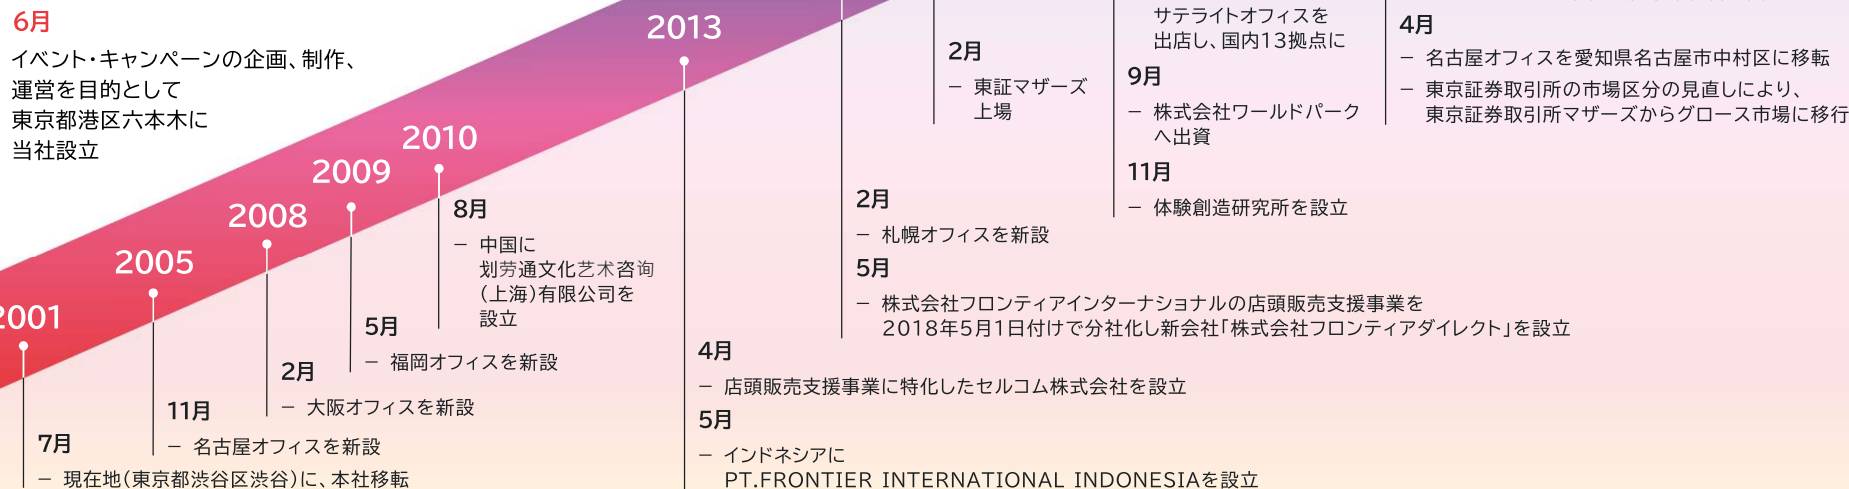 6月
イベント・キャンペーンの企画、制作、
運営を目的として
東京都港区六本木に
当社設立
2001
7月
－ 現在地(東京都渋谷区渋谷)に、本社移転
2005
11月
－ 名古屋オフィスを新設
2008
2月
－ 大阪オフィスを新設
2009
5月
－ 福岡オフィスを新設
2010
8月
－ 中国に
划劳通文化艺术咨询
(上海)有限公司を
設立
2013
4月
－ 店頭販売支援事業に特化したセルコム株式会社を設立
5月
－ インドネシアに
PT.FRONTIER INTERNATIONAL INDONESIAを設立
2月
－ 札幌オフィスを新設
5月
－ 株式会社フロンティアインターナショナルの店頭販売支援事業を
2018年5月1日付けで分社化し新会社「株式会社フロンティアダイレクト」を設立
2月
－ 東証マザーズ
上場
サテライトオフィスを
出店し、国内13拠点に
9月
－ 株式会社ワールドパーク
へ出資
11月
－ 体験創造研究所を設立
4月
－ 名古屋オフィスを愛知県名古屋市中村区に移転
－ 東京証券取引所の市場区分の見直しにより、
東京証券取引所マザーズからグロース市場に移行